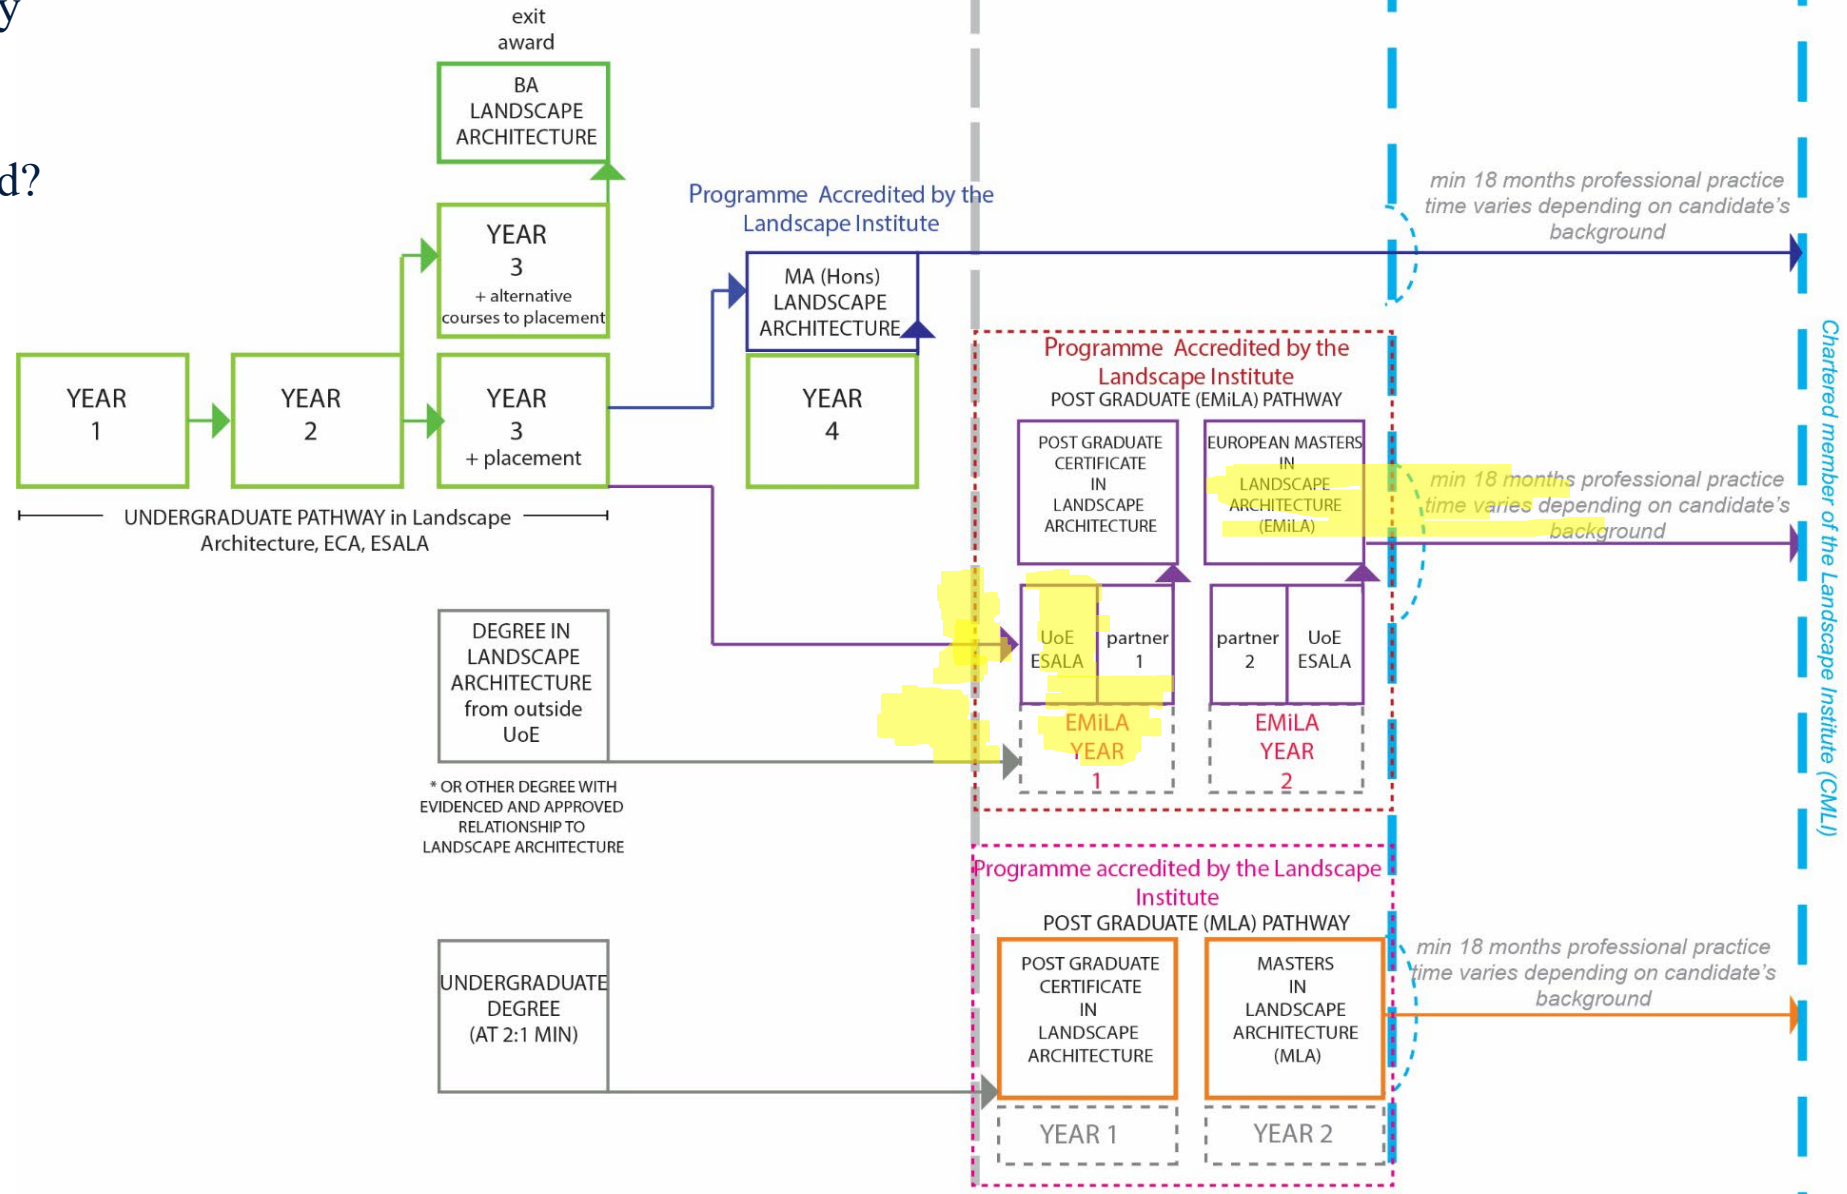 y
d?
exit
award
BA
LANDSCAPE
ARCHITECTURE
YEAR
3
+ alternative
courses to placement
YEAR
1
YEAR
2
YEAR
3
+ placement
UNDERGRADUATE PATHWAY in Landscape
Architecture, ECA, ESALA
Programme Accredited by the
Landscape Institute
MA (Hons)
LANDSCAPE
ARCHITECTURE
YEAR
4
min 18 months professional practice
time varies depending on candidate's
background
DEGREE IN
LANDSCAPE
ARCHITECTURE
from outside
UoE
* OR OTHER DEGREE WITH
EVIDENCED AND APPROVED
RELATIONSHIP TO
LANDSCAPE ARCHITECTURE
Programme Accredited by the
Landscape Institute
POST GRADUATE (EMiLA) PATHWAY
POST GRADUATE
CERTIFICATE
IN
LANDSCAPE
ARCHITECTURE
EUROPEAN MASTERS
IN
LANDSCAPE
ARCHITECTURE
(EMiLA)
UoE
ESALA
partner
1
partner
2
UoE
ESALA
EMiLA
YEAR
1
EMiLA
YEAR
2
min 18 months professional practice
time varies depending on candidate's
background
UNDERGRADUATE
DEGREE
(AT 2:1 MIN)
Programme accredited by the Landscape
Institute
POST GRADUATE (MLA) PATHWAY
POST GRADUATE
CERTIFICATE
IN
LANDSCAPE
ARCHITECTURE
MASTERS
IN
LANDSCAPE
ARCHITECTURE
(MLA)
YEAR 1
YEAR 2
min 18 months professional practice
time varies depending on candidate's
background
Chartered member of the Landscape Institute (CMLI)